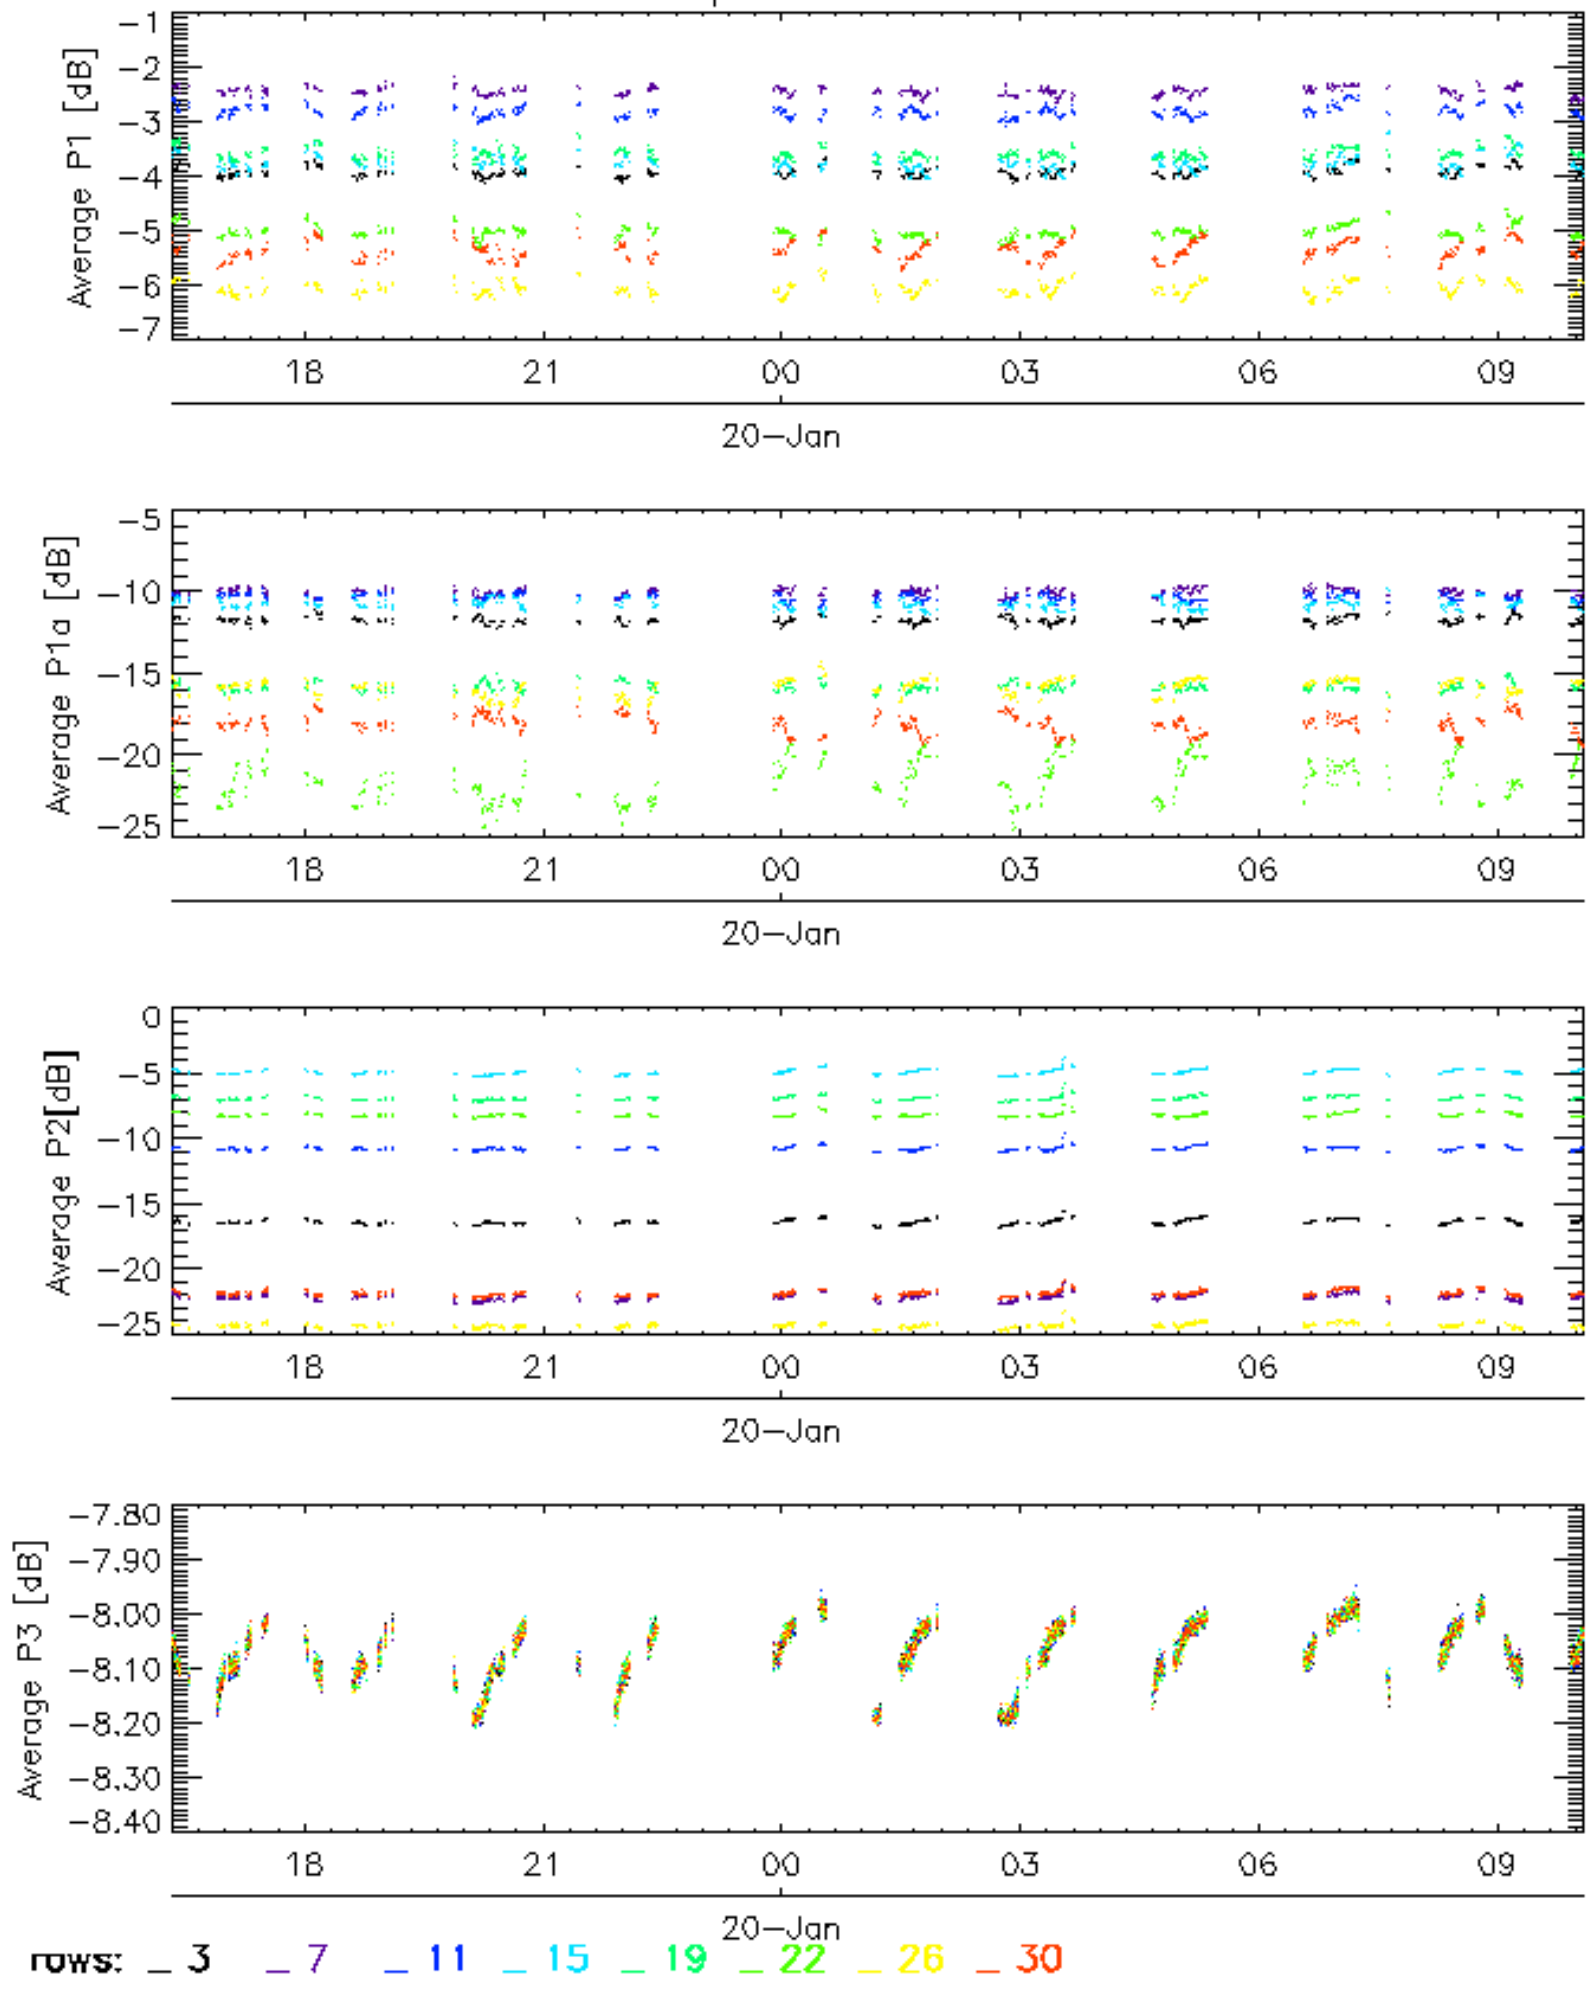 Average P1 [dB]
-1
-2
-3
-4
-5
-6
-7
18 21 00 03 06 09
20-Jan
Average P1a [dB]
-5
-10
-15
-20
-25
18 21 00 03 06 09
20-Jan
Average P2[dB]
0
-5
-10
-15
-20
-25
18 21 00 03 06 09
20-Jan
Average P3 [dB]
-7.80
-7.90
-8.00
-8.10
-8.20
-8.30
-8.40
18 21 00 03 06 09
20-Jan
rows: _ 3 _ 7 _ 11 _ 15 _ 19 _ 22 _ 26 _ 30